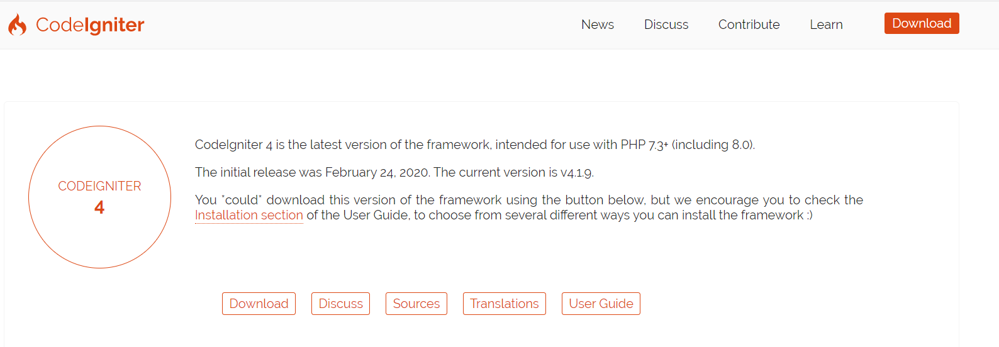 CodeIgniter
News
Discuss
Contribute
Learn
Download
CODEIGNITER
4
CodeIgniter 4 is the latest version of the framework, intended for use with PHP 7.3+ (including 8.0).
The initial release was February 24, 2020. The current version is v4.1.9.
You *could* download this version of the framework using the button below, but we encourage you to check the
Installation section of the User Guide, to choose from several different ways you can install the framework :)
Download
Discuss
Sources
Translations
User Guide